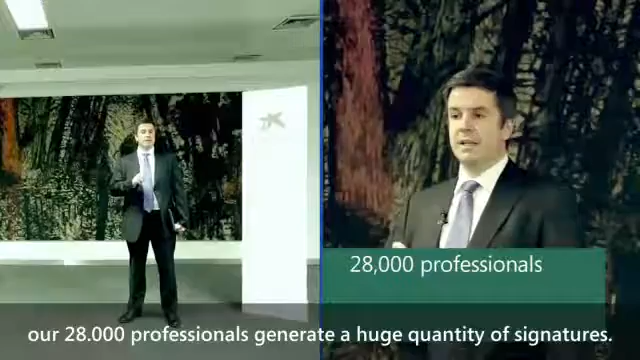 28,000 professionals
our 28.000 professionals generate a huge quantity of signatures.